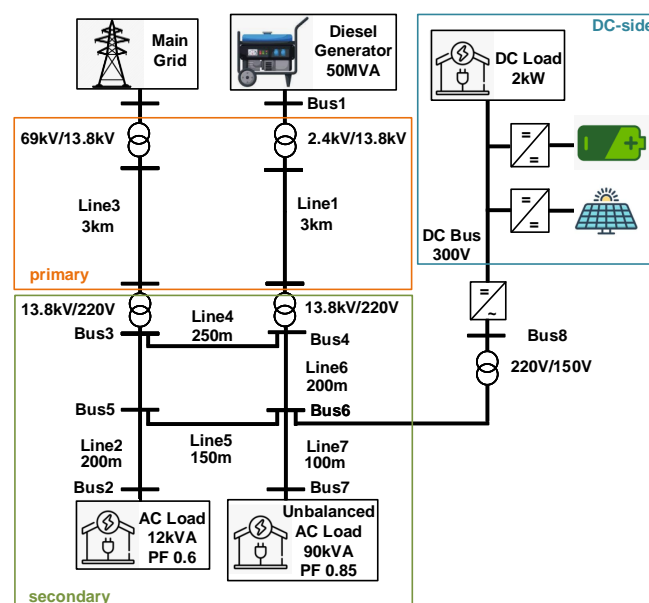 Main
Grid
Diesel
Generator
50MVA
Bus1
DC-side
DC Load
2kW
69kV/13.8kV
2.4kV/13.8kV
Line3
3km
Line1
3km
primary
DC Bus
300V
13.8kV/220V
13.8kV/220V
Line4
250m
Bus3
Bus4
Bus8
220V/150V
Line6
200m
Bus5
Bus6
Line2
200m
Line5
150m
Line7
100m
Bus2
Bus7
AC Load
12kVA
PF 0.6
Unbalanced
AC Load
90kVA
PF 0.85
secondary